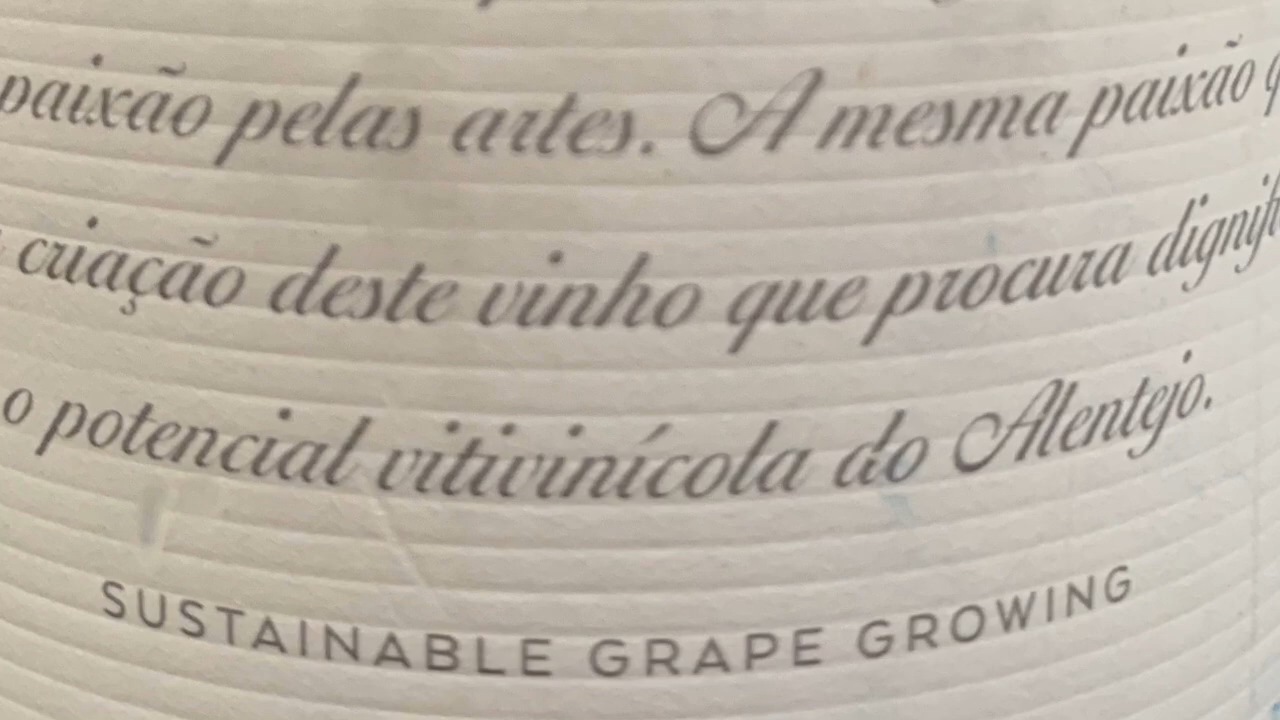 paixão pelas artes. A mesma paixão
criação deste vinho que procura
o potencial vitivinícola do Alentejo.
SUSTAINABLE GRAPE GROWING